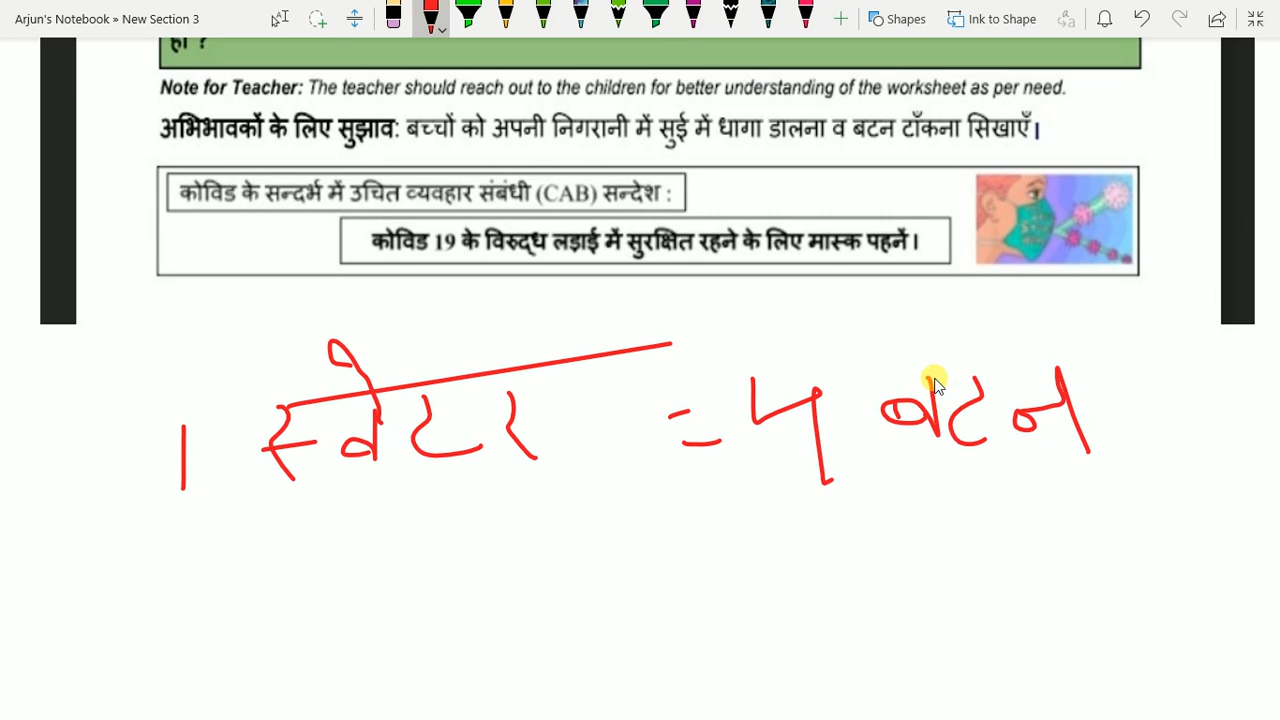 Arjun's Notebook » New Section 3
Shapes
Ink to Shape
हो ?
Note for Teacher: The teacher should reach out to the children for better understanding of the worksheet as per need.
अभिभावकों के लिए सुझाव: बच्चों को अपनी निगरानी में सुई में धागा डालना व बटन टाँकना सिखाएँ।
कोविड के सन्दर्भ में उचित व्यवहार संबंधी (CAB) सन्देश :
कोविड 19 के विरुद्ध लड़ाई में सुरक्षित रहने के लिए मास्क पहनें।
1 स्वेटर = 4 बटन